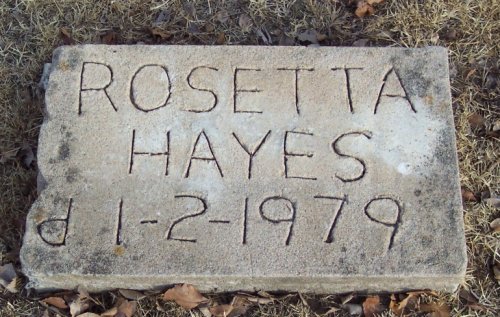 ROSETTA
HAYES
d 1-2-1979